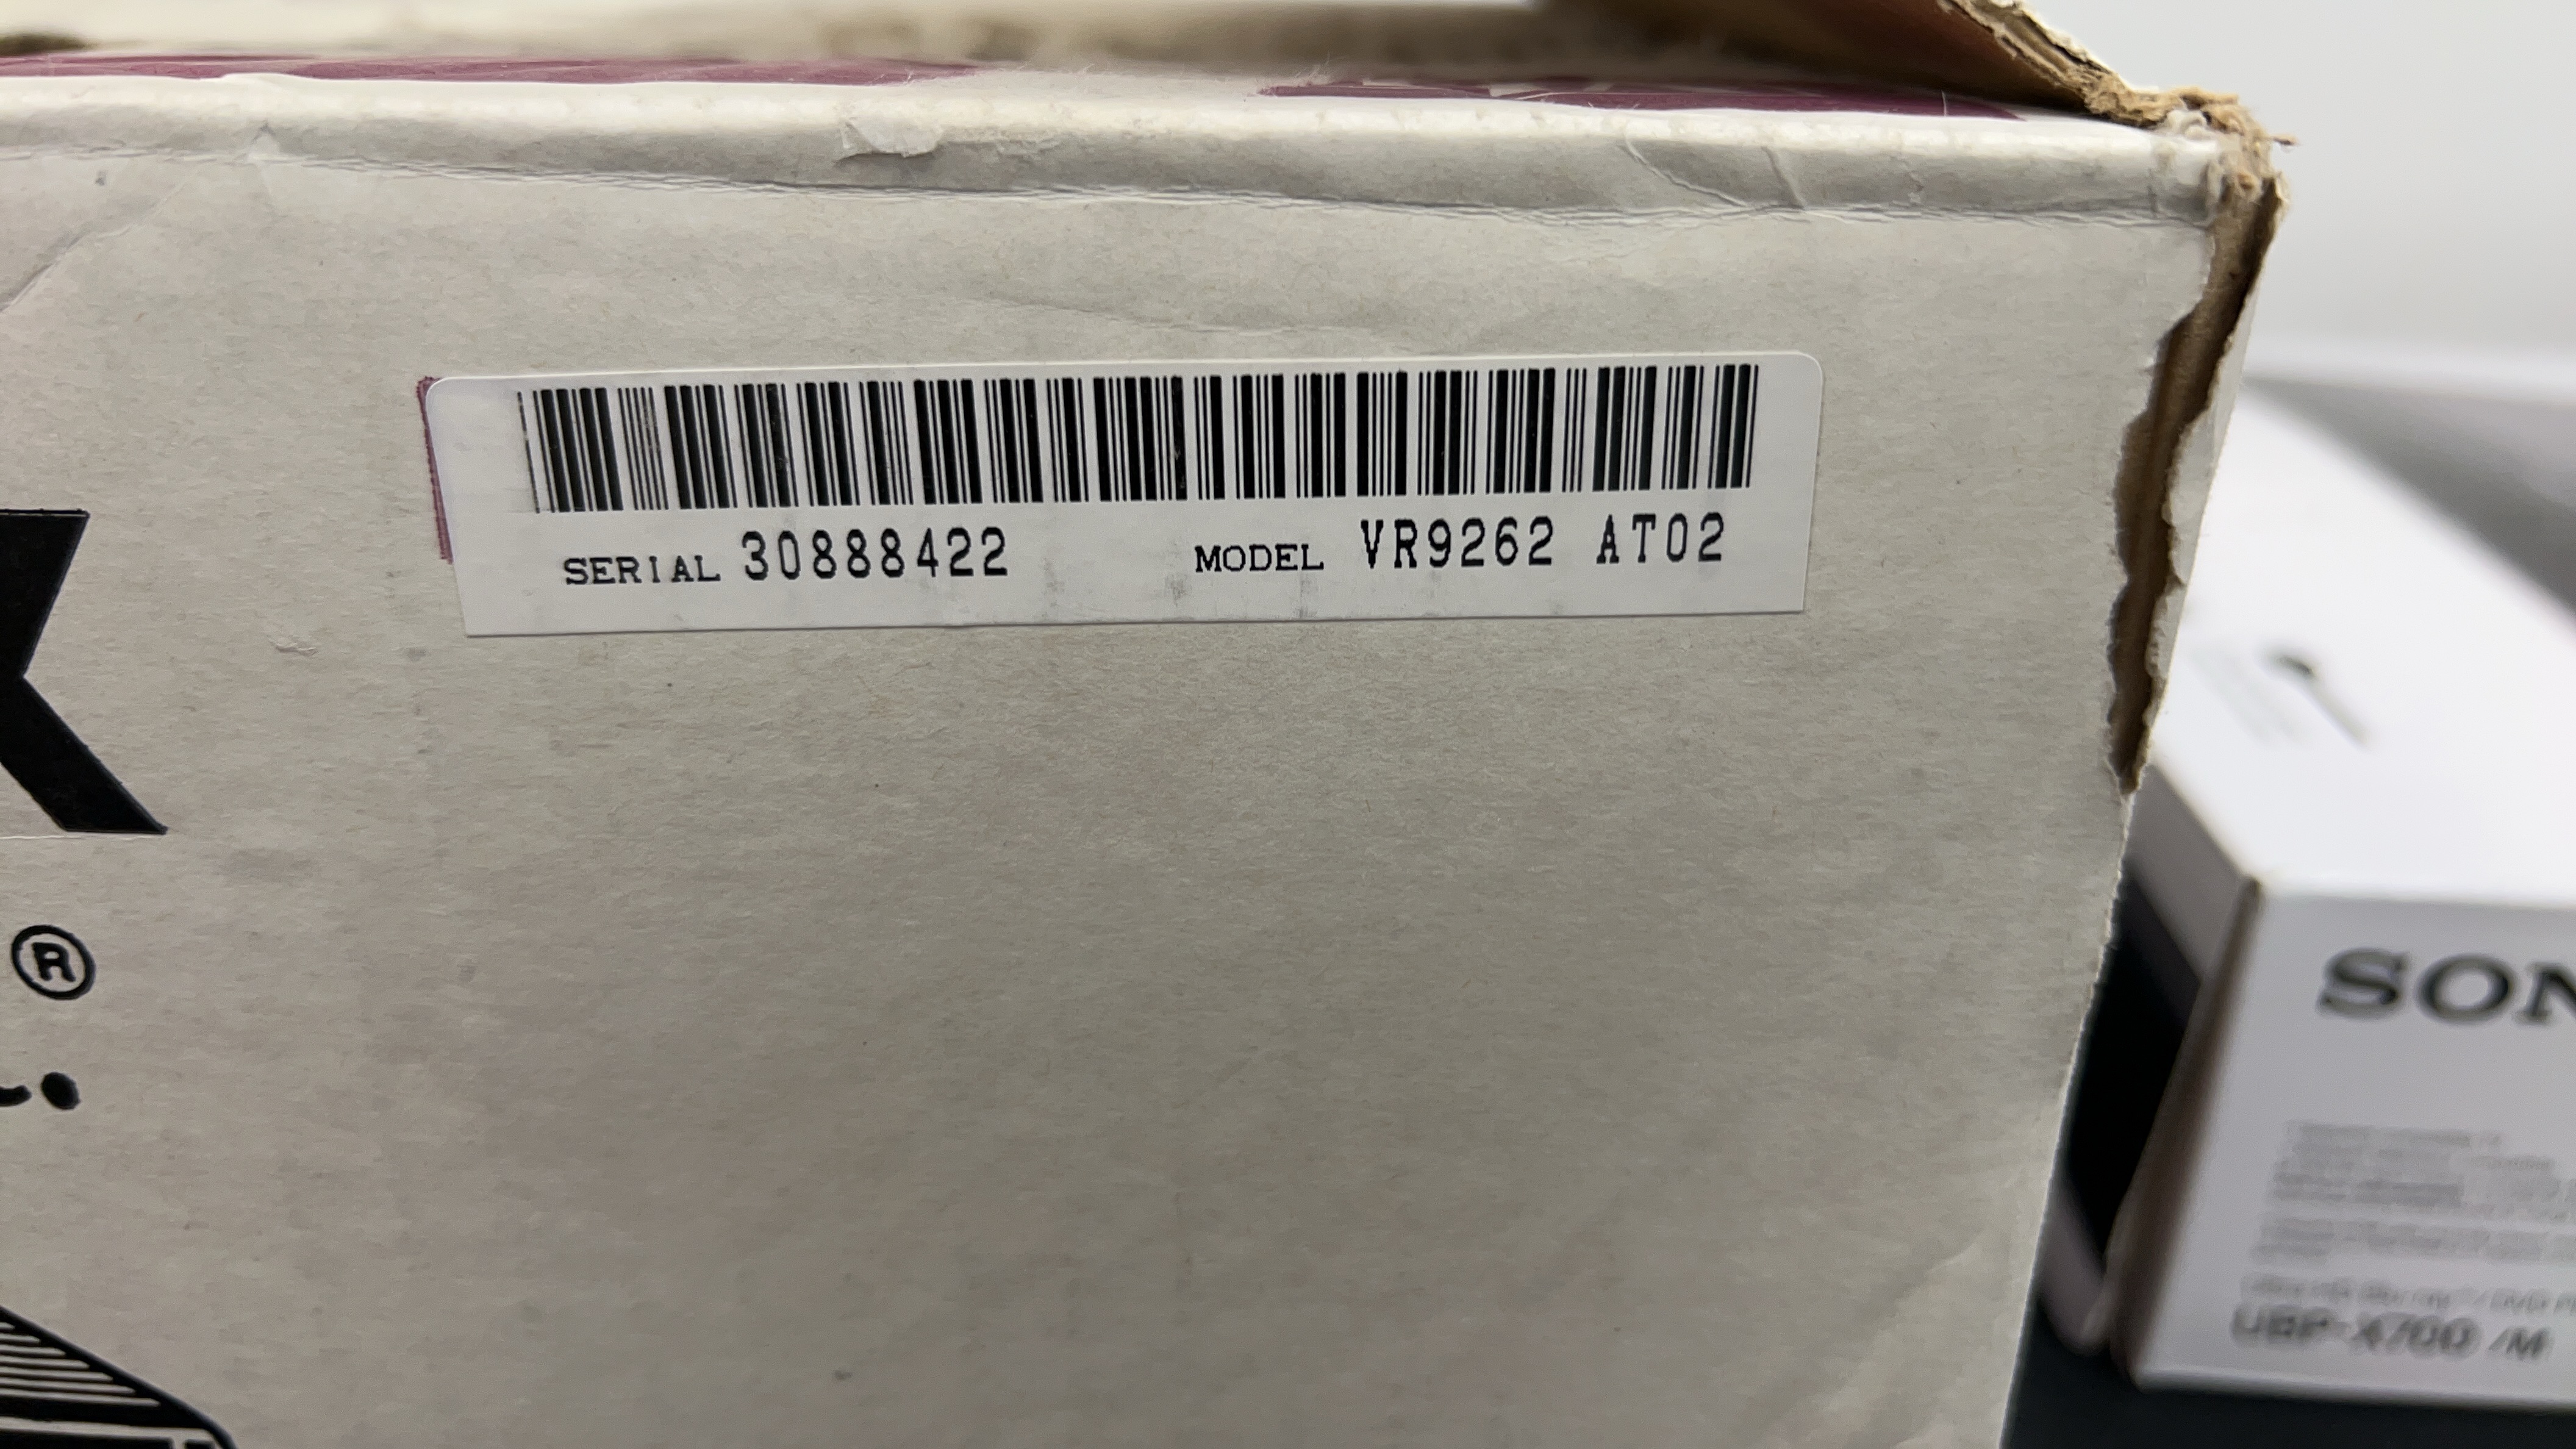 SERIAL 30888422 MODEL VR9262 AT02
X
®
SON
UBP-X700 /M